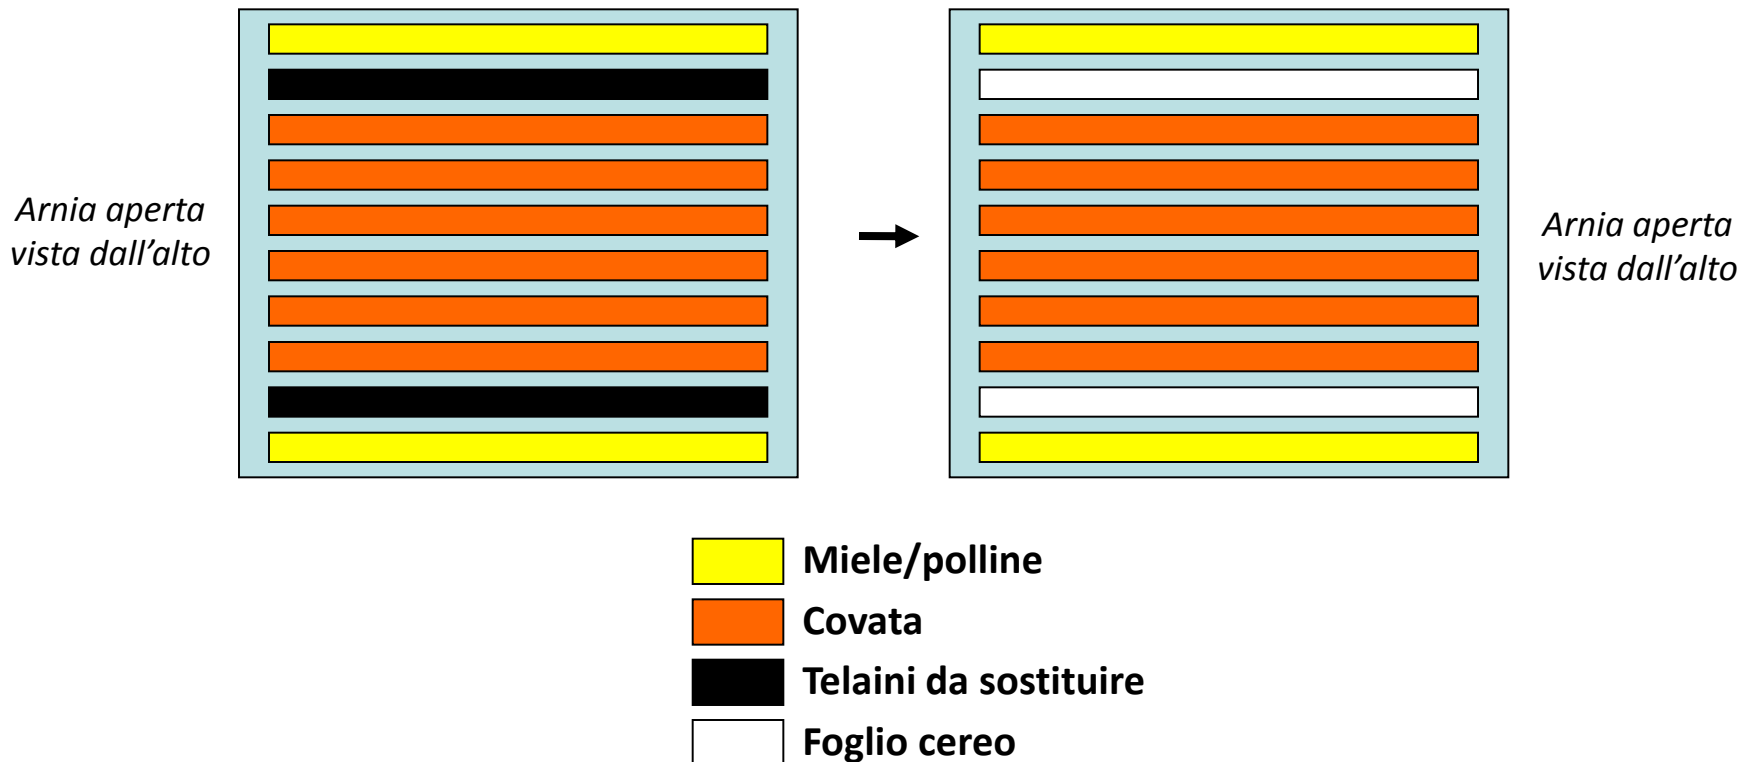 Arnia aperta
vista dall’alto
Arnia aperta
vista dall’alto
Miele/polline
Covata
Telaini da sostituire
Foglio cereo